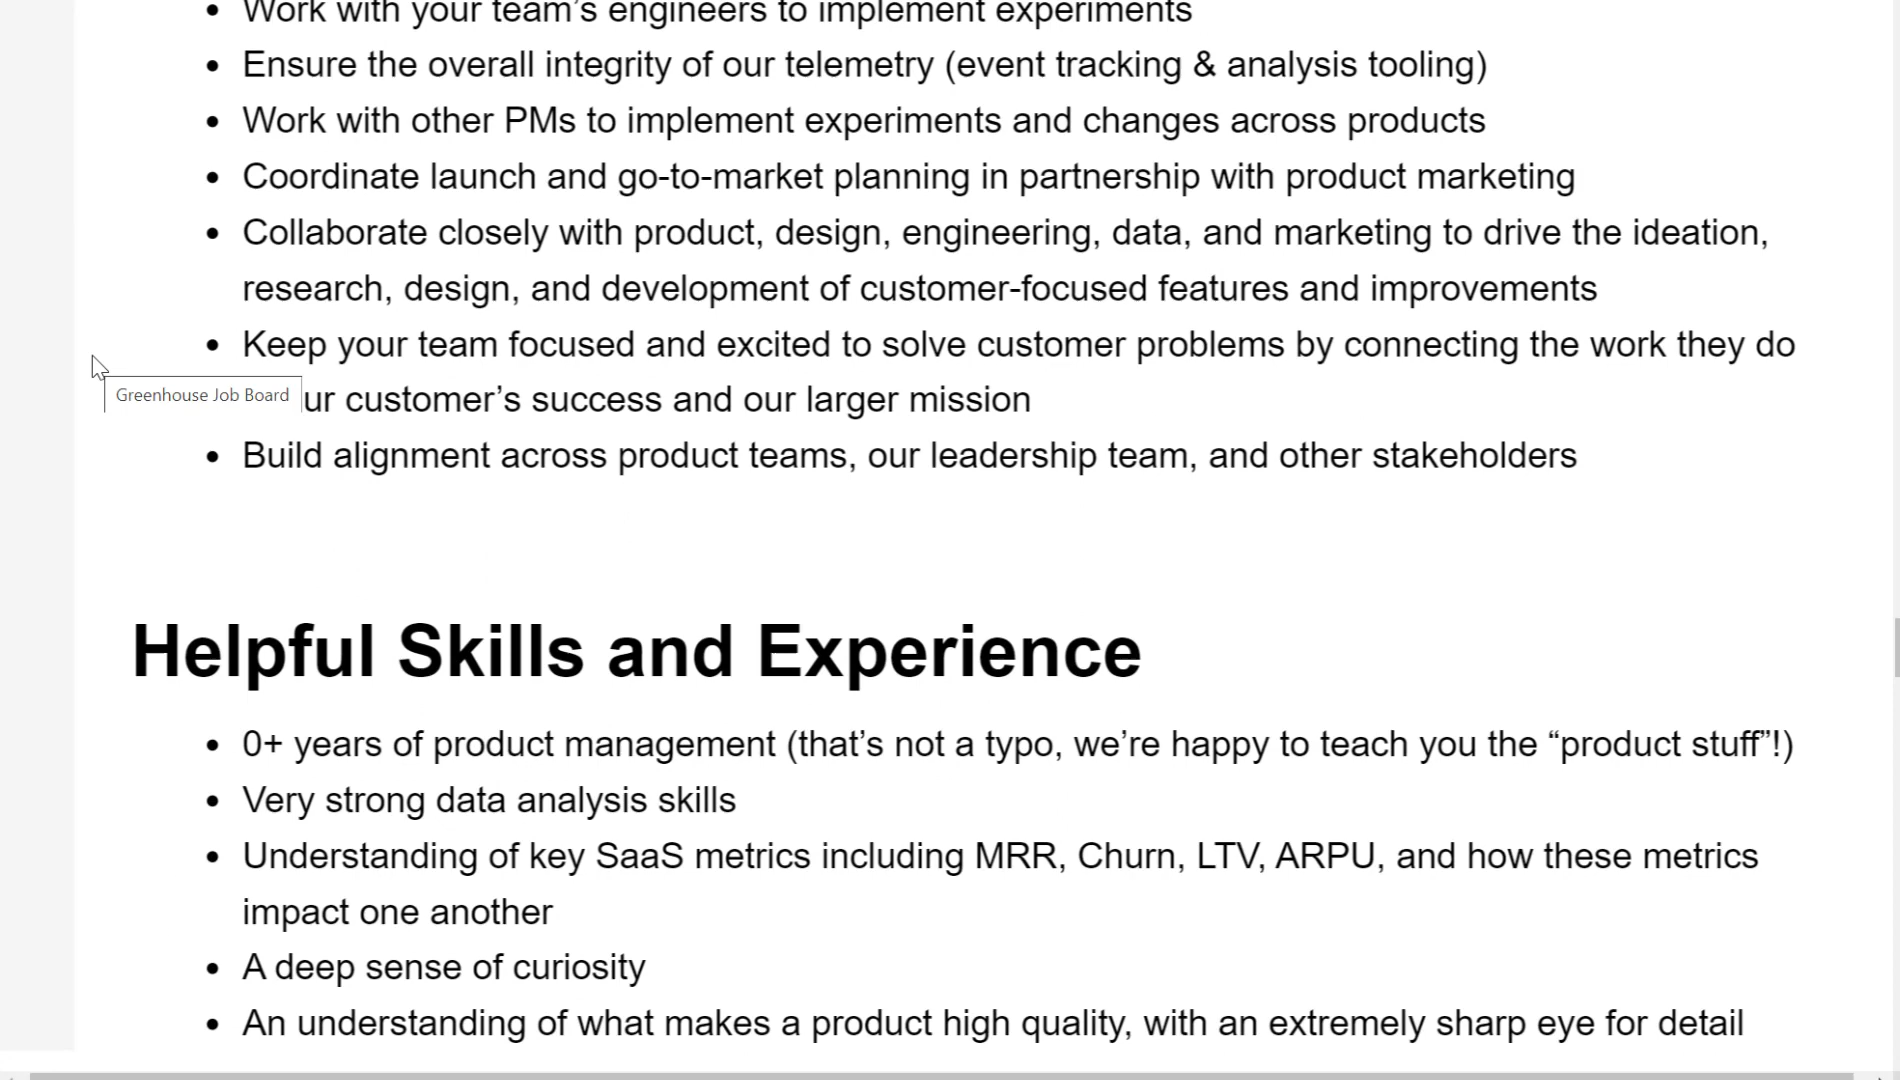 Work with your team’s engineers to implement experiments
Ensure the overall integrity of our telemetry (event tracking & analysis tooling)
Work with other PMs to implement experiments and changes across products
Coordinate launch and go-to-market planning in partnership with product marketing
Collaborate closely with product, design, engineering, data, and marketing to drive the ideation,
research, design, and development of customer-focused features and improvements
Keep your team focused and excited to solve customer problems by connecting the work they do
Greenhouse Job Board
ur customer’s success and our larger mission
Build alignment across product teams, our leadership team, and other stakeholders
Helpful Skills and Experience
0+ years of product management (that’s not a typo, we’re happy to teach you the “product stuff”!)
Very strong data analysis skills
Understanding of key SaaS metrics including MRR, Churn, LTV, ARPU, and how these metrics
impact one another
A deep sense of curiosity
An understanding of what makes a product high quality, with an extremely sharp eye for detail